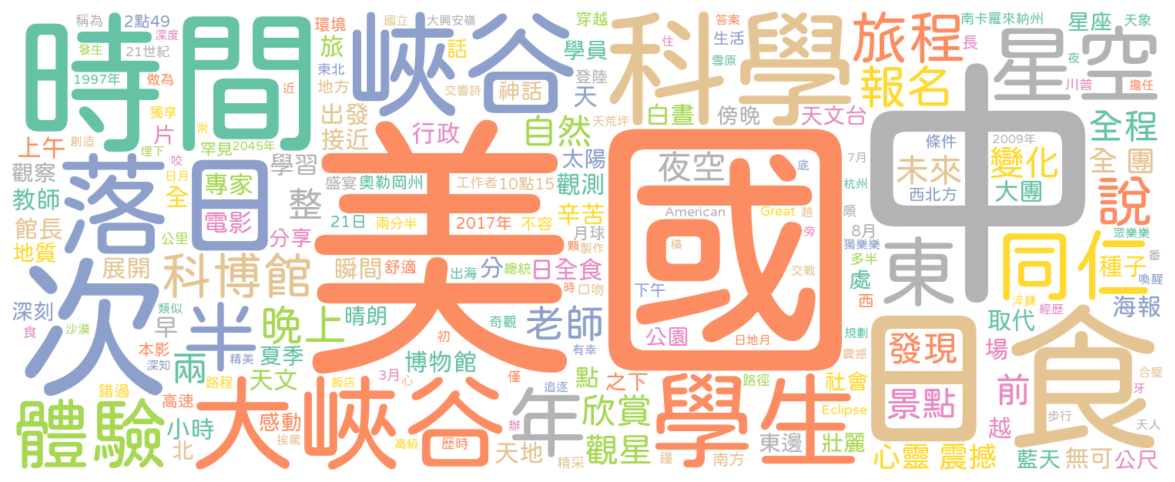 時間
峽谷
科學
星空
美國
中
落日
次
半
日食
大峽谷
學生
體驗
年
東
同仁
說
旅程
報名
科博館
老師
晚上
自然
全程
變化
未來
夜空
發現
景點
觀星
欣賞
心靈 震撼
稱為
2點49
國立
大興安嶺
深度
發生
21世紀
1997年
做為
環境
旅
東北
地方
話
交響詩
神話
學員
登陸
天
穿越
住
答案
生活
雪原
白晝
傍晚
天文台
天荒坪
長
南卡羅來納州
星座
天象
夜
川普
擔任
近
獨享
片
常
上午
創造
埋下
罕見
2045年
咬
日月
出發
接近
行政
觀察
學習
太陽
教師
全
專家
電影
整
盛宴
奧勒岡州
工作者
10點15
觀測
21日
兩分半
2017年
不容
辛苦
月球
館長
地質
公里
分享
展開
瞬間
舒適
出海
分
總統
日全食
顆
製作
時
口吻
American
Great
底
趙
旁
橫
交戰
下午
公園
日地月
7月
杭州
頗
8月
獨樂樂
多半
處
西
規劃
震撼
條件
2009年
西北方
大團
全 團
眾樂樂
番
喚醒
種子
淬鍊
經歷
海報
取代
場
前
越
合璧
牙
步行
天人
藍天
無可
公尺
深刻
食
沙漠
類似
早
本影
深知
精美
晴朗
初
奇觀
有幸
夏季
兩
博物館
路程
天文
飯店
3月
心
僅
追逐
點
之下
路徑
社會
Eclipse
錯過
高速
感動
小時
北
挨罵
高級
歷時
辦
天地
精采
東邊
壯麗
南方
鐘